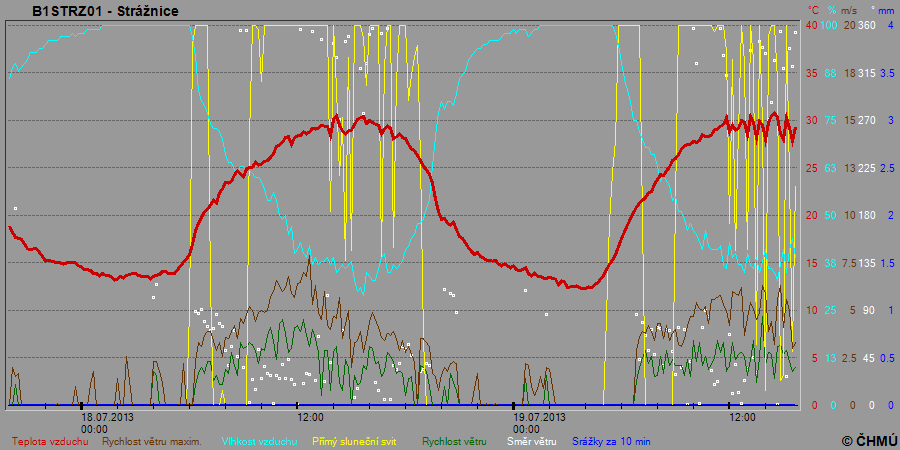 B1STRZ01 - Strážnice
°C % m/s ° mm
40 100 20 360 4
35 88 18 315 3.5
30 75 15 270 3
25 63 13 225 2.5
20 50 10 180 2
15 38 7.5 135 1.5
10 25 5 90 1
5 13 2.5 45 0.5
0 0 0 0 0
18.07.2013 12:00 19.07.2013 12:00
00:00 00:00
Teplota vzduchu Rychlost větru maxim. Vlhkost vzduchu Přímý sluneční svit Rychlost větru Směr větru Srážky za 10 min
© ČHMÚ